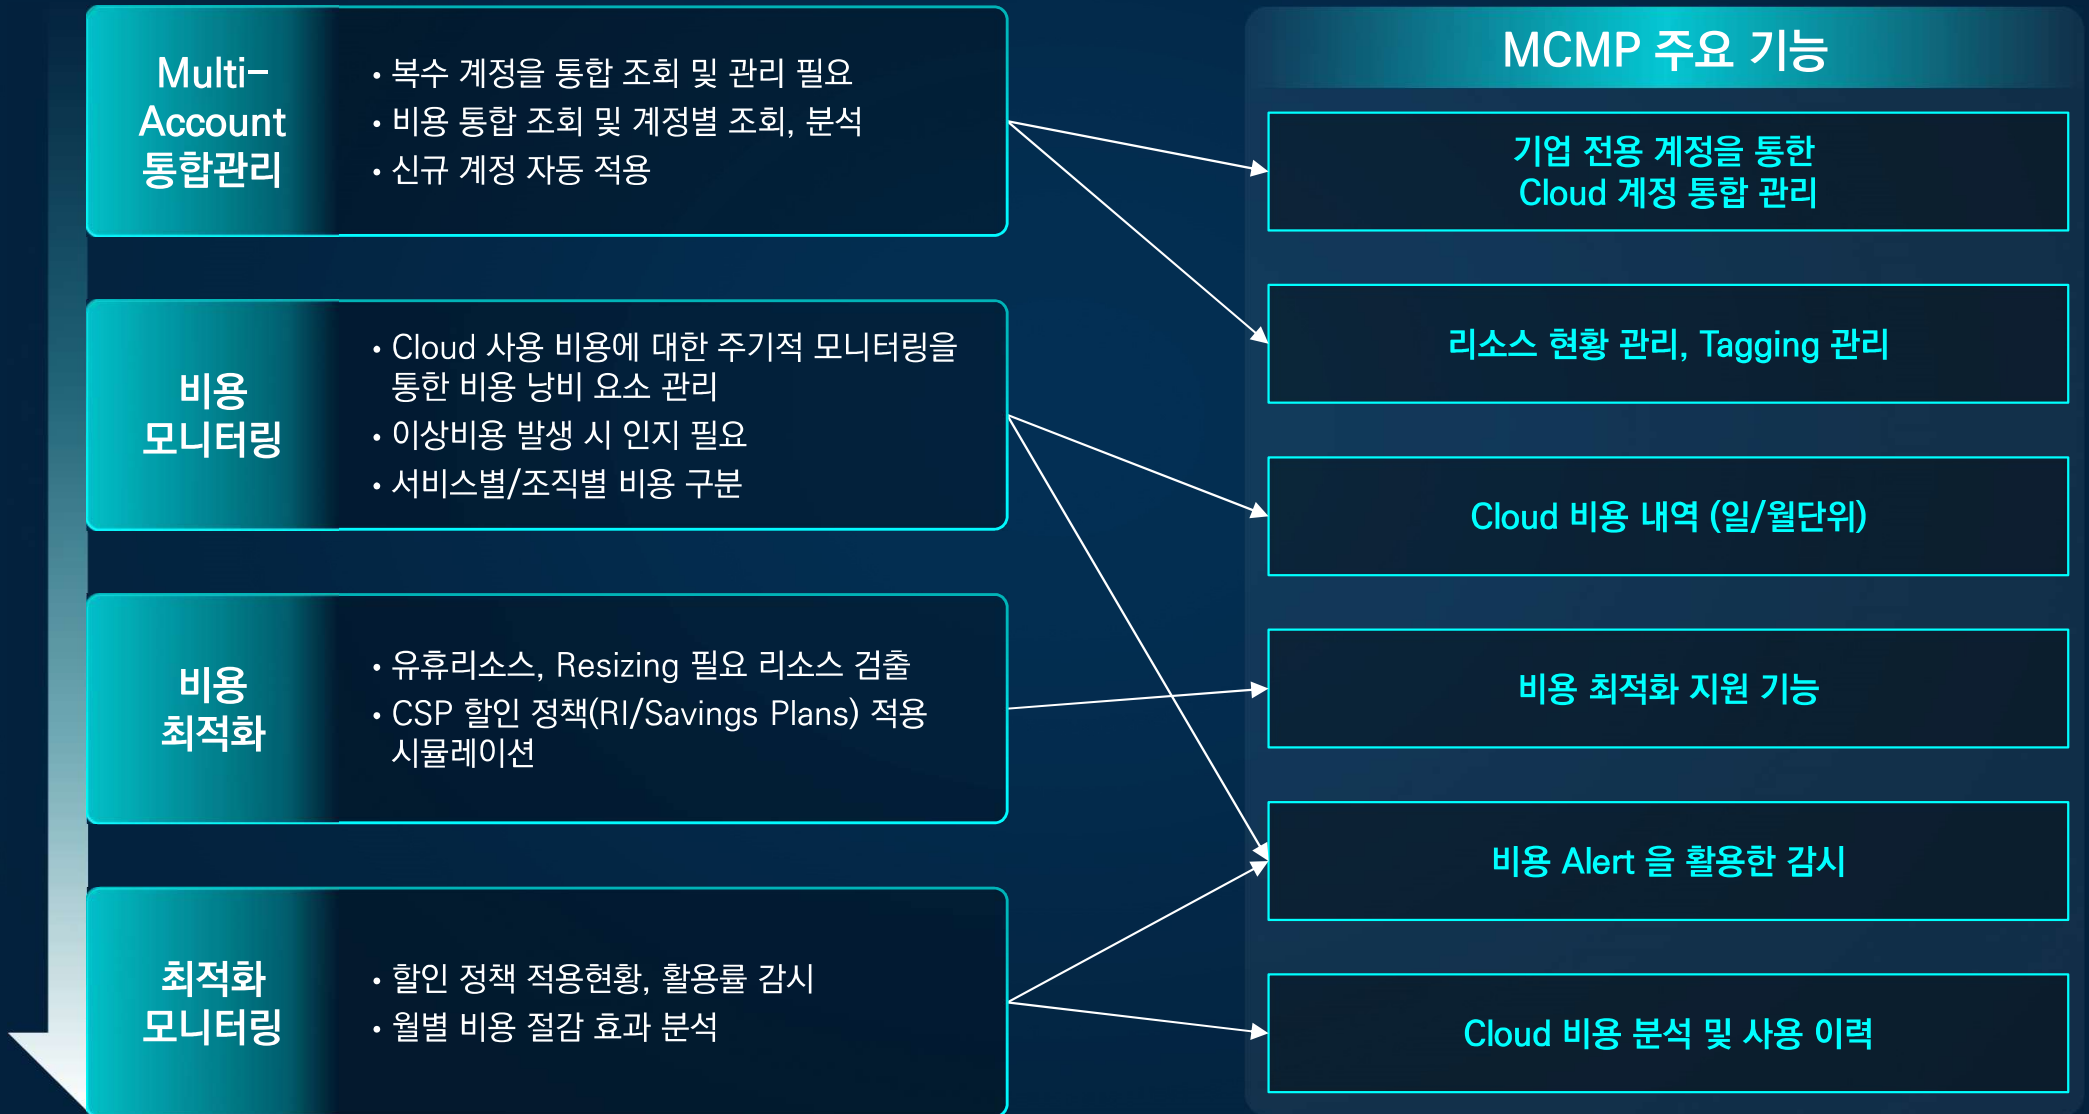 Multi-
Account
통합관리
• 복수 계정을 통합 조회 및 관리 필요
• 비용 통합 조회 및 계정별 조회, 분석
• 신규 계정 자동 적용
비용
모니터링
• Cloud 사용 비용에 대한 주기적 모니터링을
통한 비용 낭비 요소 관리
• 이상비용 발생 시 인지 필요
• 서비스별/조직별 비용 구분
비용
최적화
• 유휴리소스, Resizing 필요 리소스 검출
• CSP 할인 정책(RI/Savings Plans) 적용
시뮬레이션
최적화
모니터링
• 할인 정책 적용현황, 활용률 감시
• 월별 비용 절감 효과 분석
MCMP 주요 기능
기업 전용 계정을 통한
Cloud 계정 통합 관리
리소스 현황 관리, Tagging 관리
Cloud 비용 내역 (일/월단위)
비용 최적화 지원 기능
비용 Alert 을 활용한 감시
Cloud 비용 분석 및 사용 이력